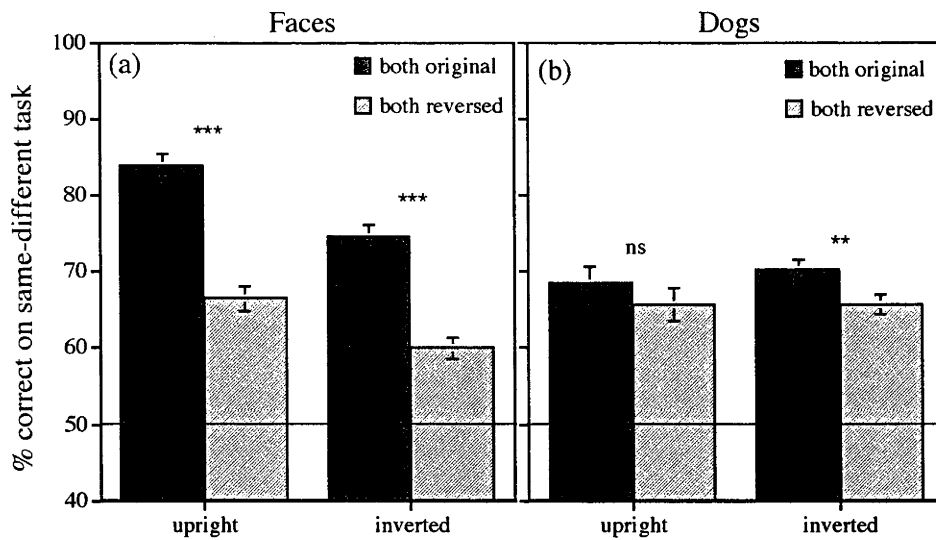 Faces
Dogs
(a)
both original
both reversed
(b)
both original
both reversed
% correct on same-different task
100
90
80
70
60
50
40
***
***
ns
**
upright
inverted
upright
inverted